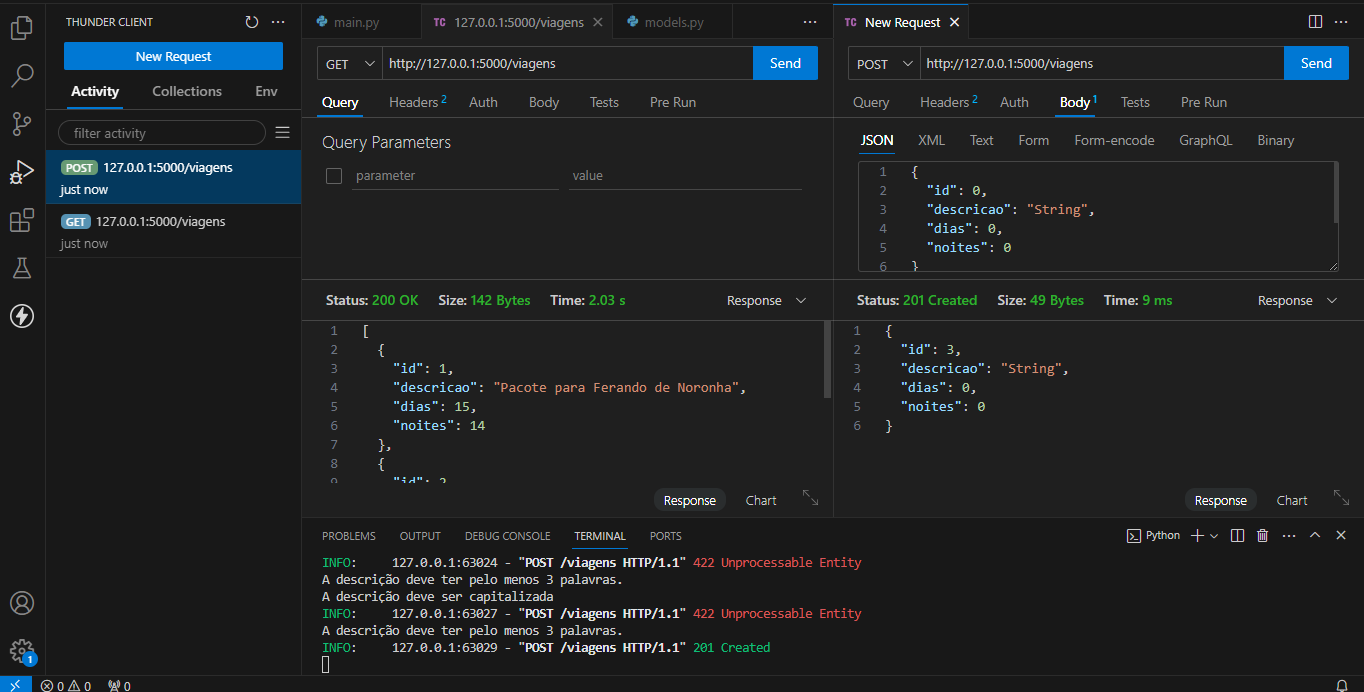 THUNDER CLIENT
New Request
Activity Collections Env
filter activity
POST 127.0.0.1:5000/viagens
just now
GET 127.0.0.1:5000/viagens
just now
main.py TC 127.0.0.1:5000/viagens models.py
GET http://127.0.0.1:5000/viagens Send
Query Headers 2 Auth Body Tests Pre Run
Query Parameters
parameter value
Status: 200 OK Size: 142 Bytes Time: 2.03 s Response
1 [
2 {
3 "id": 1,
4 "descricao": "Pacote para Ferando de Noronha",
5 "dias": 15,
6 "noites": 14
7 },
8 {
9 "id": 2
Response Chart
TC New Request
POST http://127.0.0.1:5000/viagens Send
Query Headers 2 Auth Body 1 Tests Pre Run
JSON XML Text Form Form-encode GraphQL Binary
1 {
2 "id": 0,
3 "descricao": "String",
4 "dias": 0,
5 "noites": 0
6 }
Status: 201 Created Size: 49 Bytes Time: 9 ms Response
1 {
2 "id": 3,
3 "descricao": "String",
4 "dias": 0,
5 "noites": 0
6 }
Response Chart
PROBLEMS OUTPUT DEBUG CONSOLE TERMINAL PORTS
Python
INFO: 127.0.0.1:63024 - "POST /viagens HTTP/1.1" 422 Unprocessable Entity
A descrição deve ter pelo menos 3 palavras.
A descrição deve ser capitalizada
INFO: 127.0.0.1:63027 - "POST /viagens HTTP/1.1" 422 Unprocessable Entity
A descrição deve ter pelo menos 3 palavras.
INFO: 127.0.0.1:63029 - "POST /viagens HTTP/1.1" 201 Created
1
0 0 0